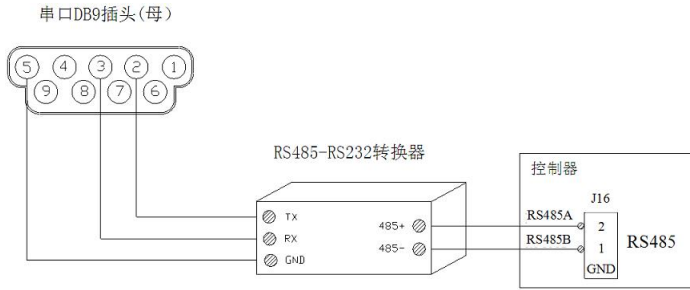 串口DB9插头(母)
5 4 3 2 1
9 8 7 6
RS485-RS232转换器
TX
RX
GND
485+
485-
控制器
J16
RS485A
RS485B
2
1
GND
RS485